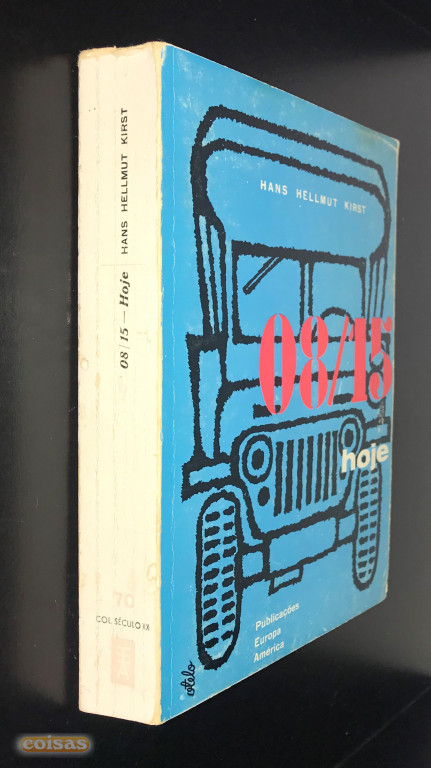 HANS HELLMUT KIRST
08/15
hoje
Publicações
Europa
América
otelo
08/15 — Hoje HANS HELLMUT KIRST
70
COL. SÉCULO XX
coisas